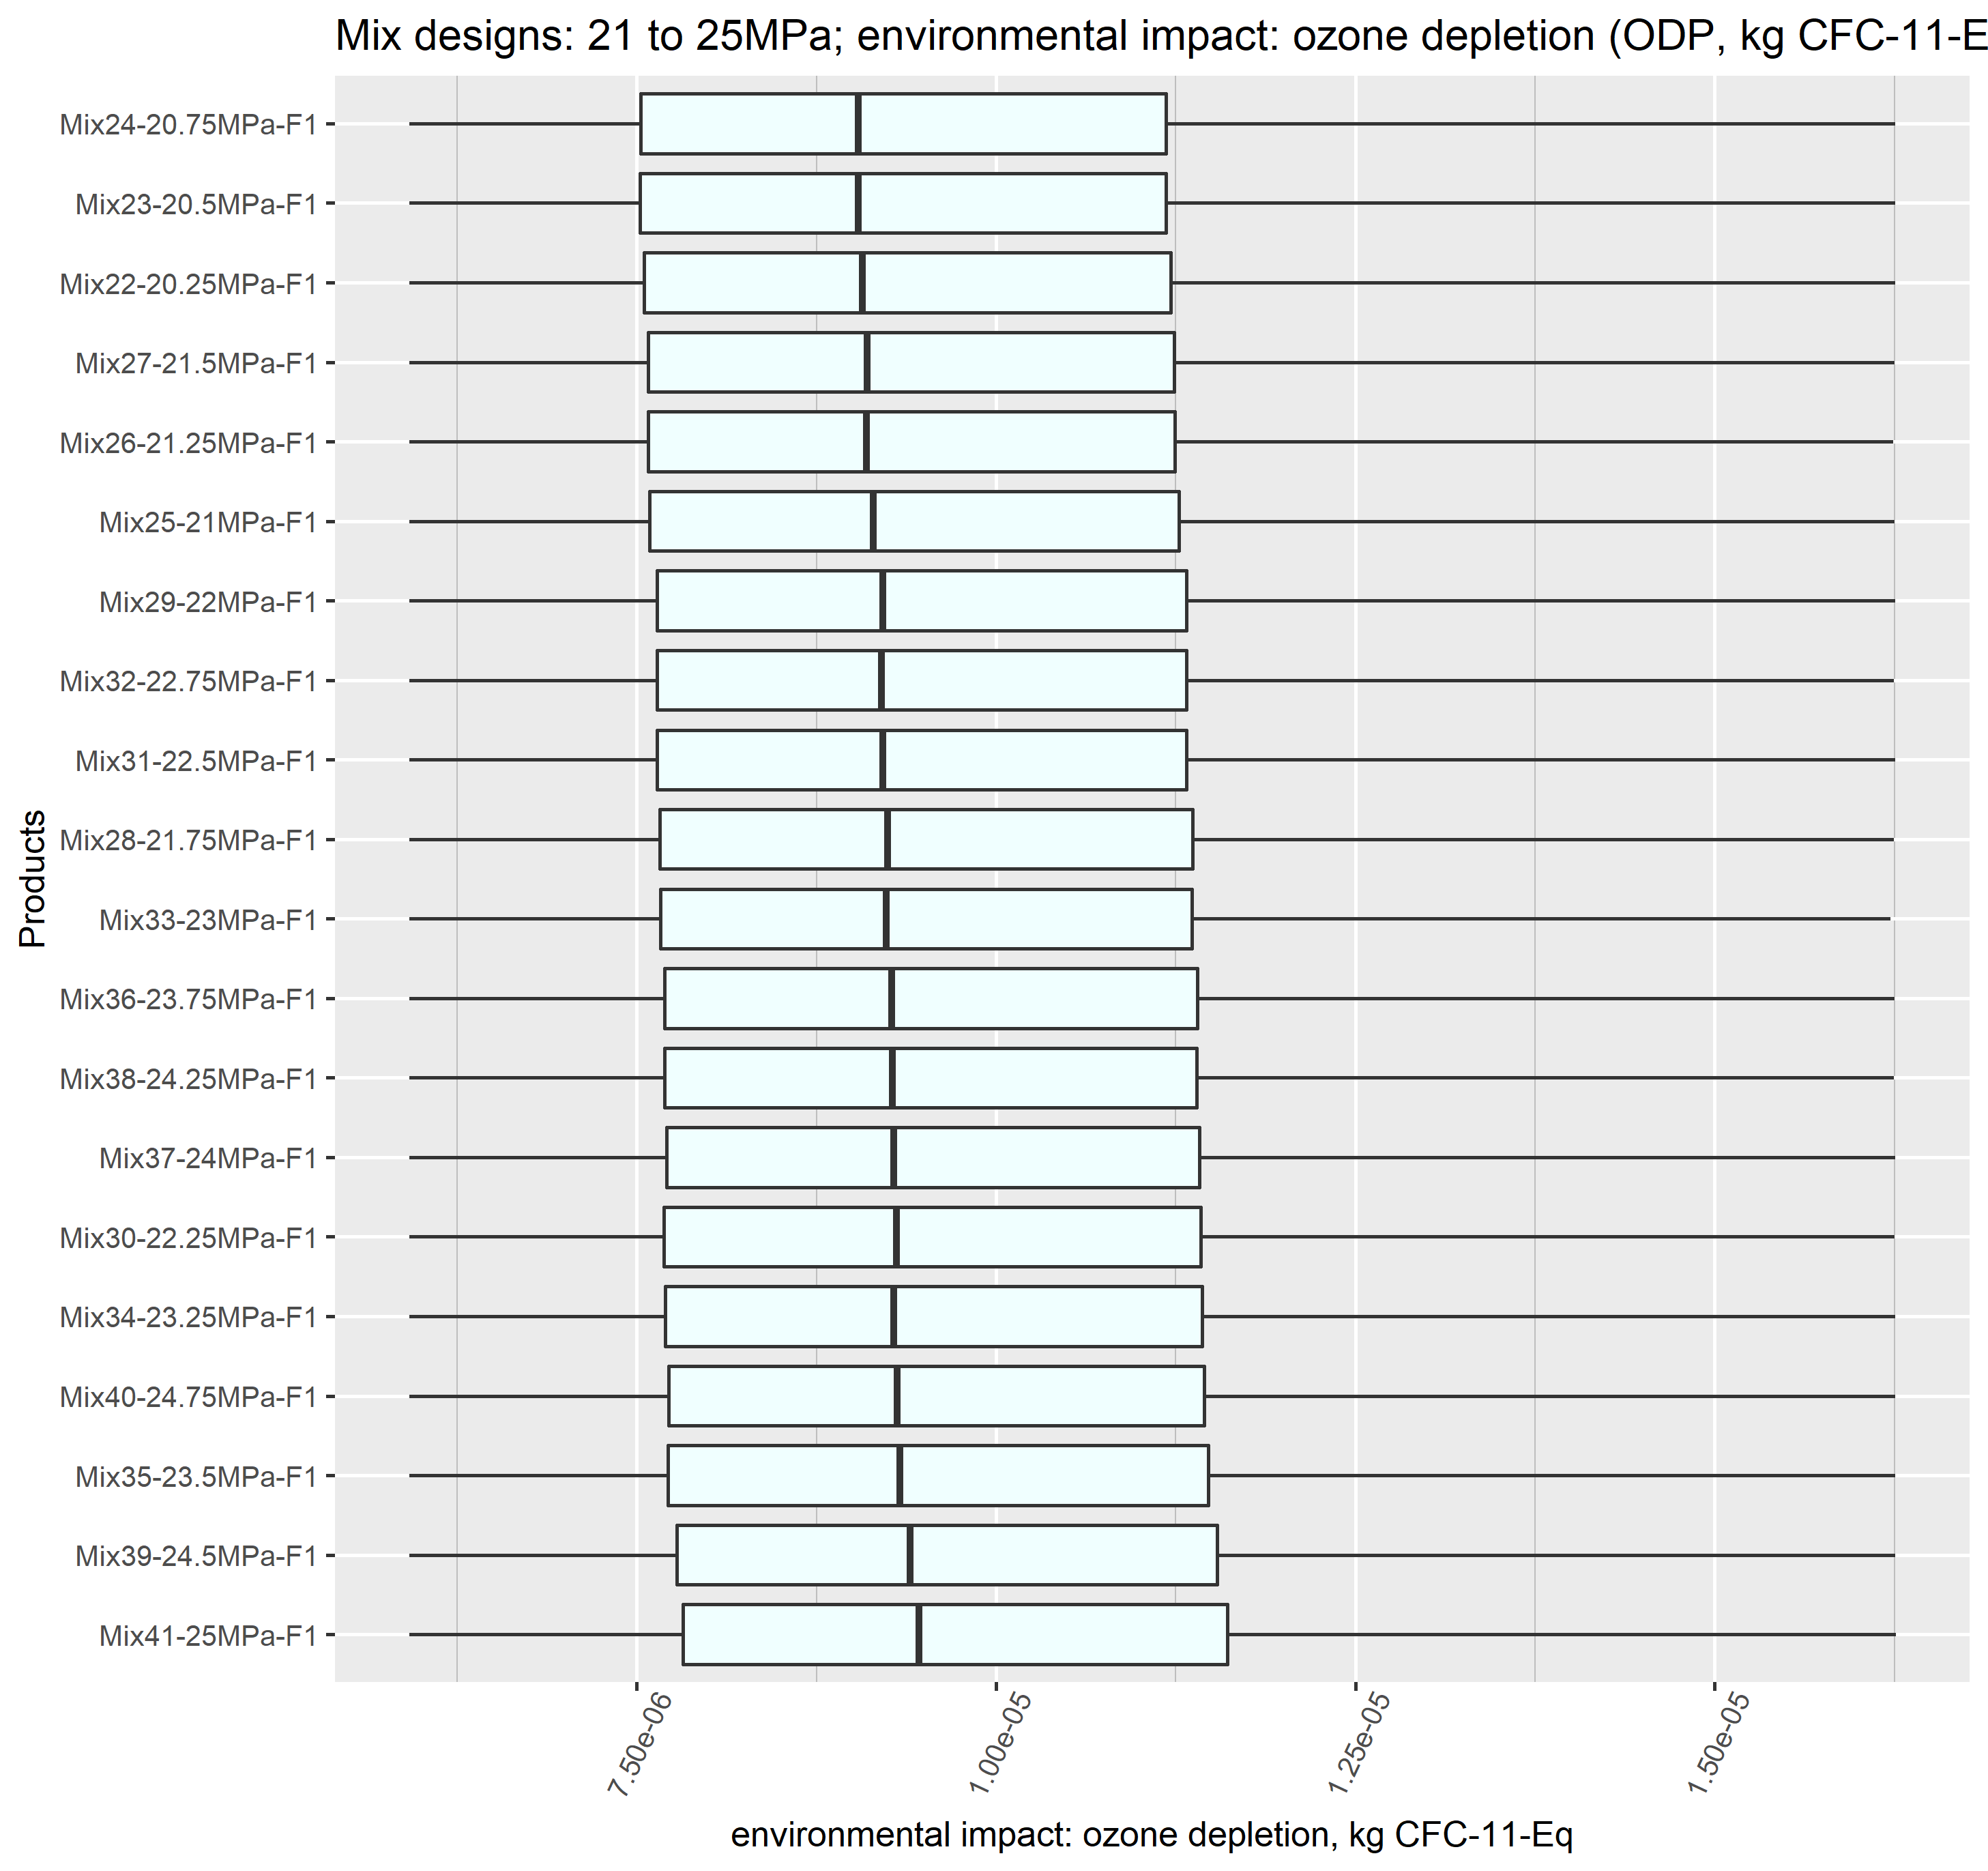 Mix designs: 21 to 25MPa; environmental impact: ozone depletion (ODP, kg CFC-11-E
Mix24-20.75MPa-F1
Mix23-20.5MPa-F1
Mix22-20.25MPa-F1
Mix27-21.5MPa-F1
Mix26-21.25MPa-F1
Mix25-21MPa-F1
Mix29-22MPa-F1
Mix32-22.75MPa-F1
Mix31-22.5MPa-F1
Mix28-21.75MPa-F1
Mix33-23MPa-F1
Mix36-23.75MPa-F1
Mix38-24.25MPa-F1
Mix37-24MPa-F1
Mix30-22.25MPa-F1
Mix34-23.25MPa-F1
Mix40-24.75MPa-F1
Mix35-23.5MPa-F1
Mix39-24.5MPa-F1
Mix41-25MPa-F1
Products
7.50e-06
1.00e-05
1.25e-05
1.50e-05
environmental impact: ozone depletion, kg CFC-11-Eq